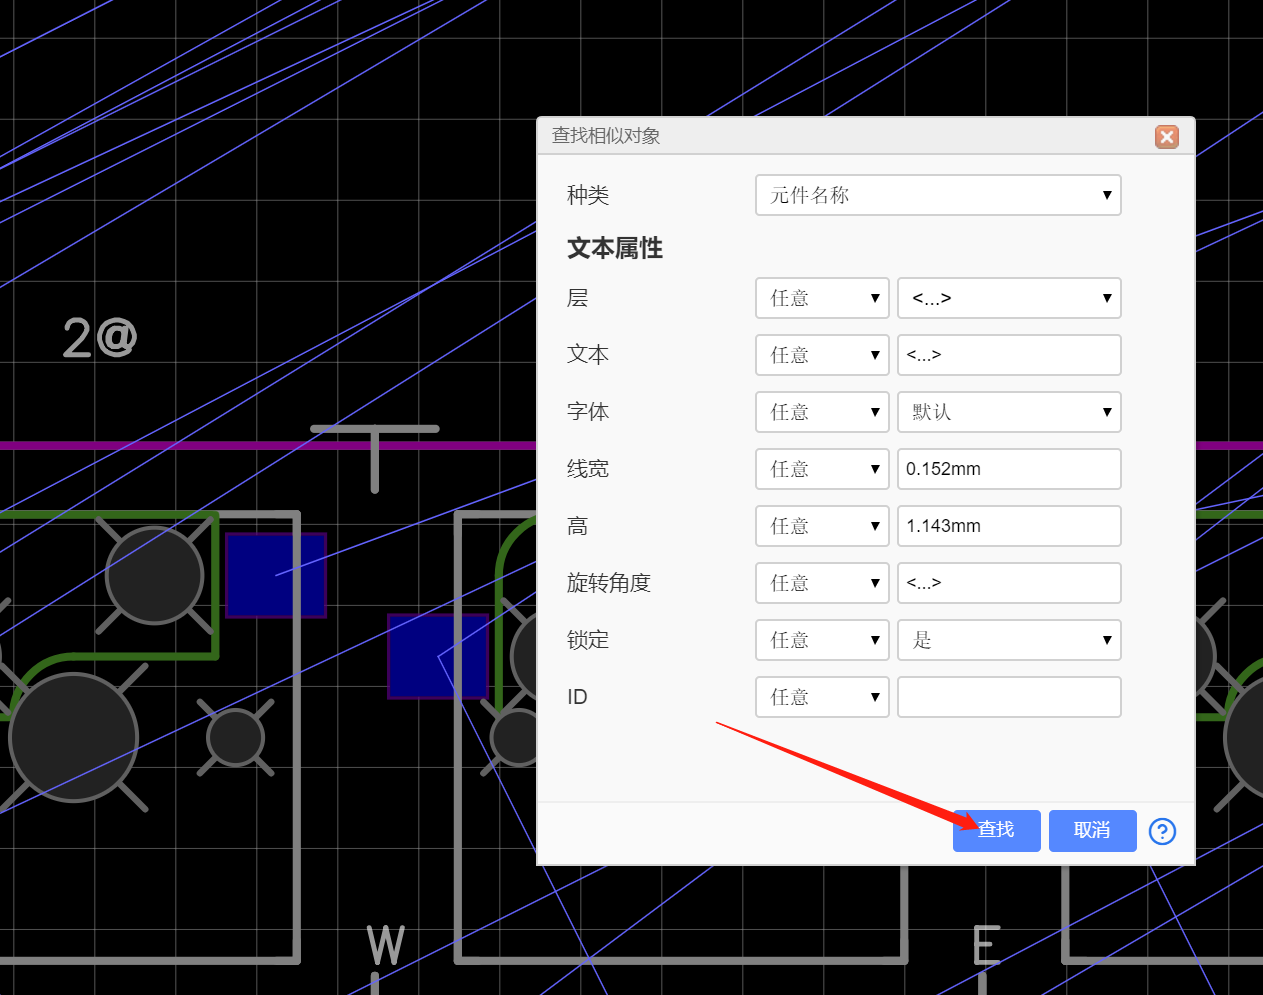 查找相似对象
种类 元件名称
文本属性
层 任意 <...>
文本 任意 <...>
字体 任意 默认
线宽 任意 0.152mm
高 任意 1.143mm
旋转角度 任意 <...>
锁定 任意 是
ID 任意
查找 取消 ?
2@
W
E